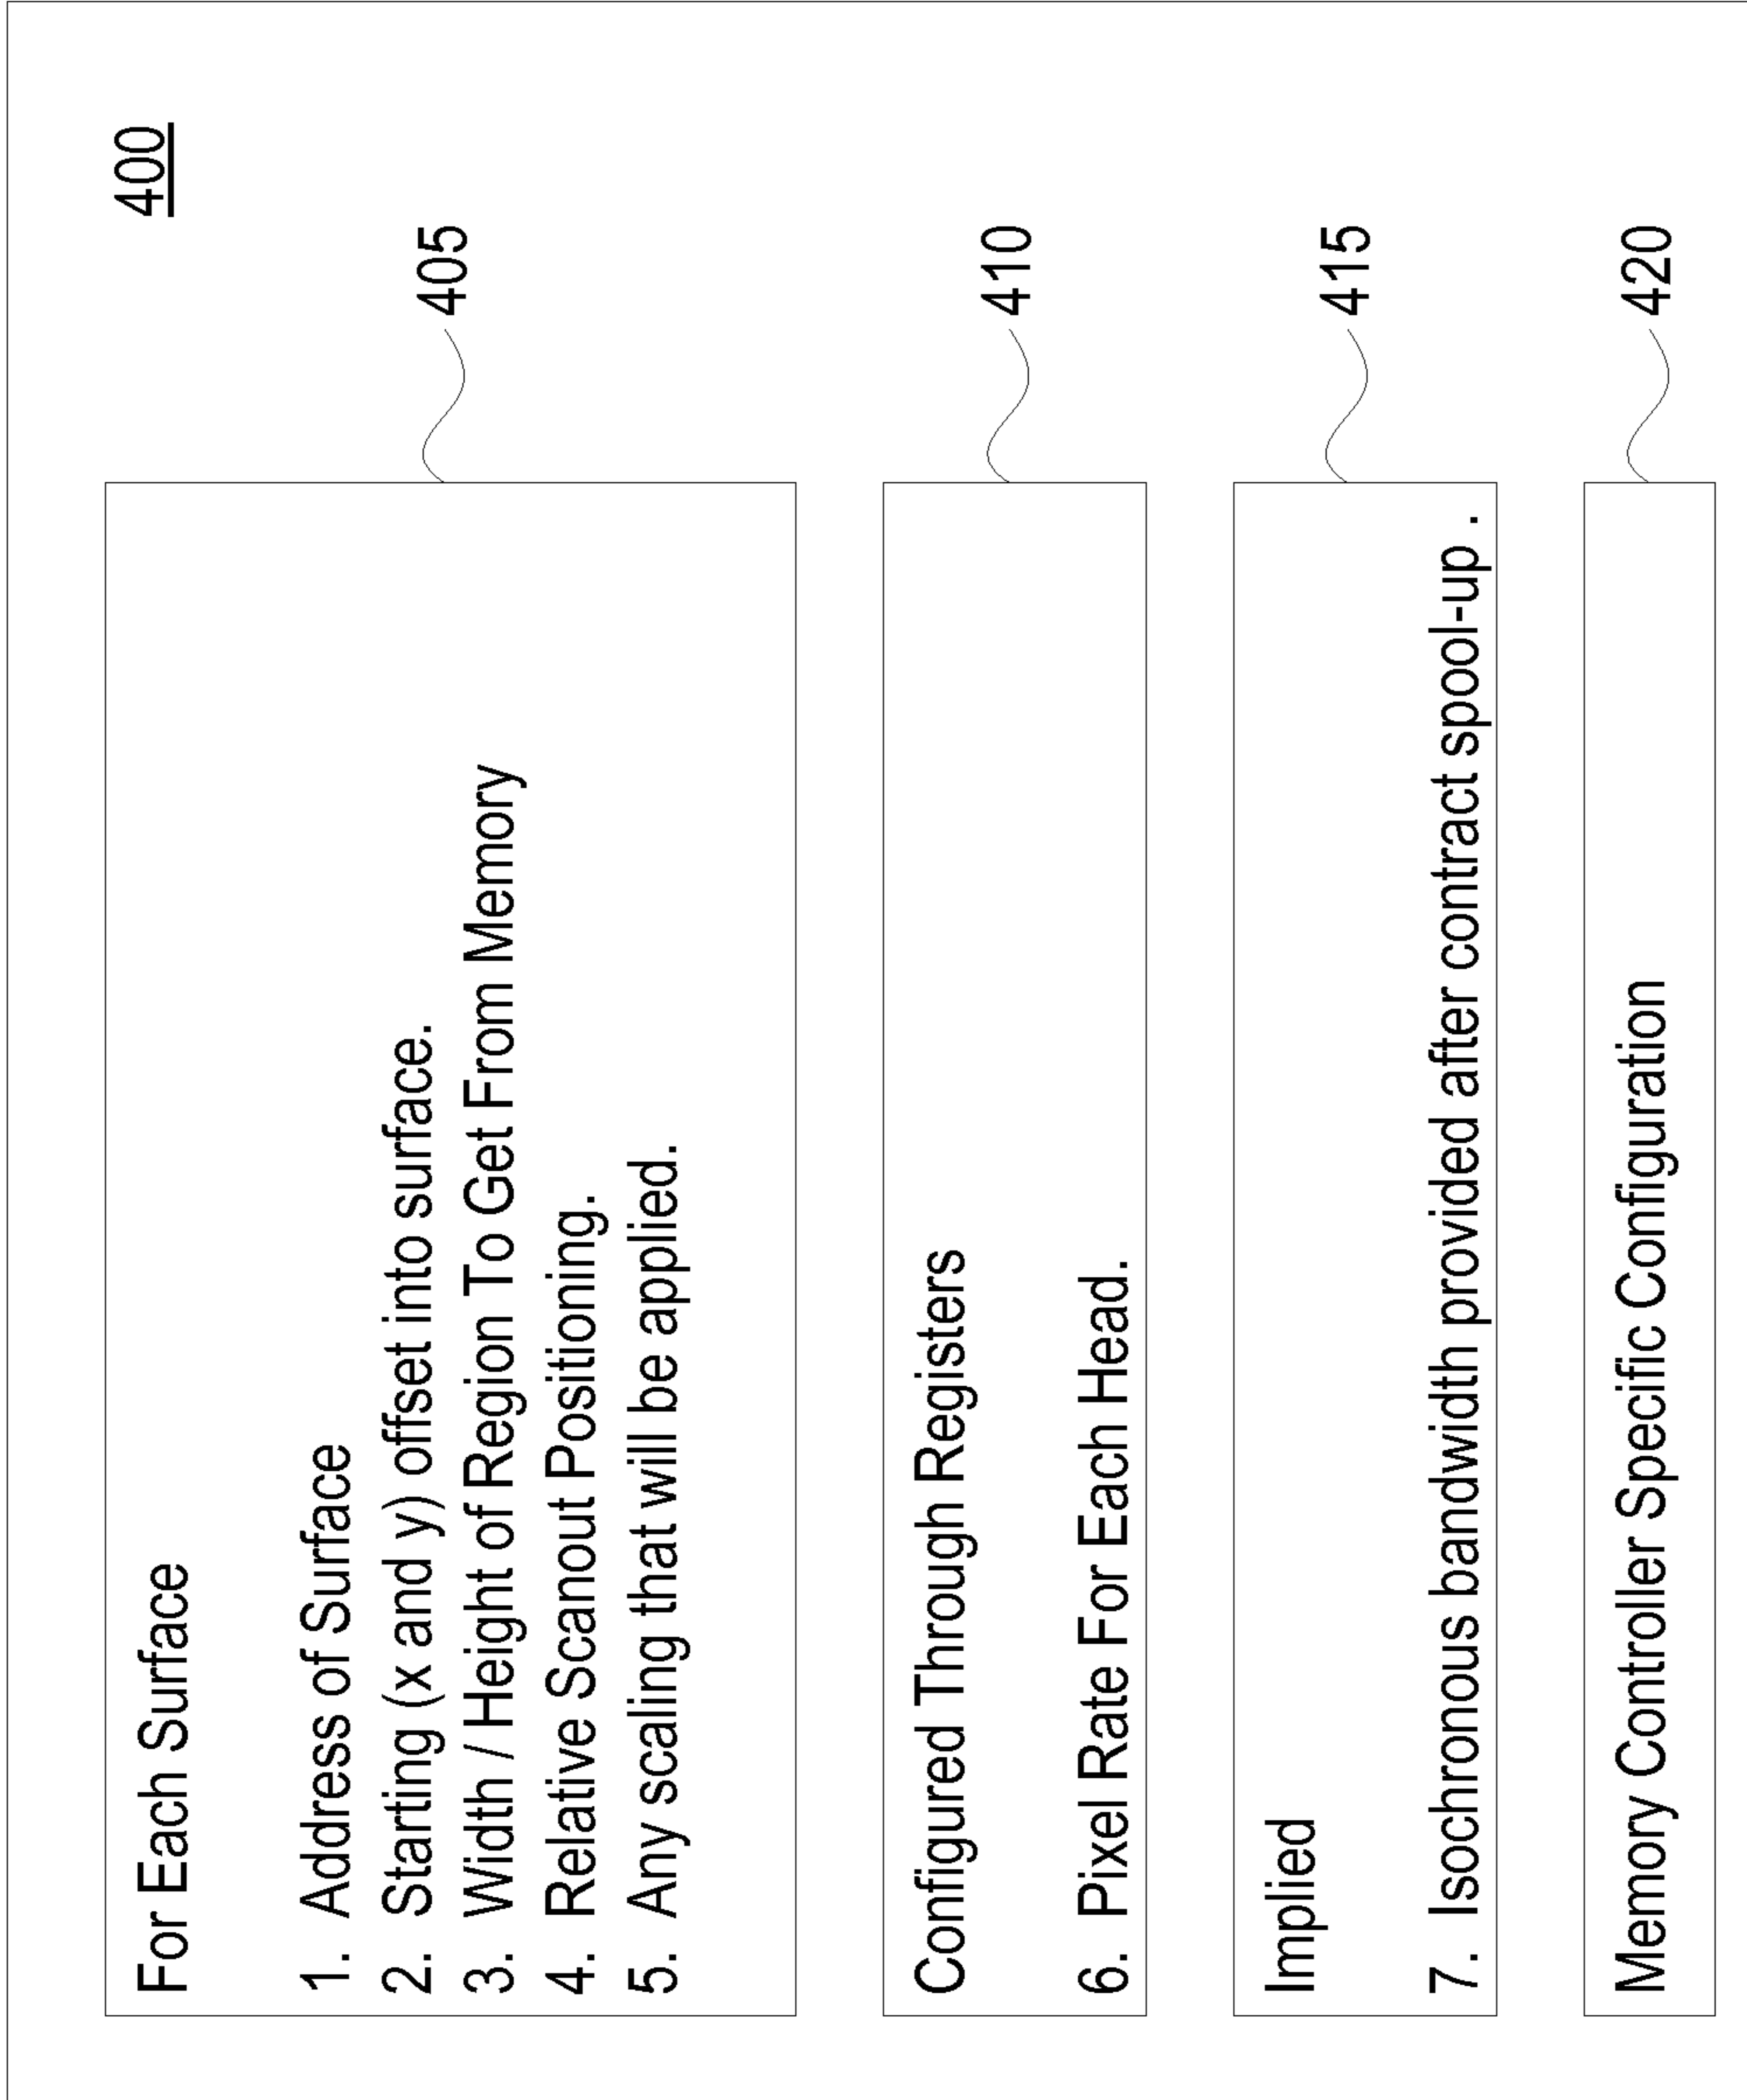 400
For Each Surface
1. Address of Surface
2. Starting (x and y) offset into surface.
3. Width / Height of Region To Get From Memory
4. Relative Scanout Positioning.
5. Any scaling that will be applied.
405
Configured Through Registers
6. Pixel Rate For Each Head.
410
Implied
7. Isochronous bandwidth provided after contract spool-up .
415
Memory Controller Specific Configuration
420